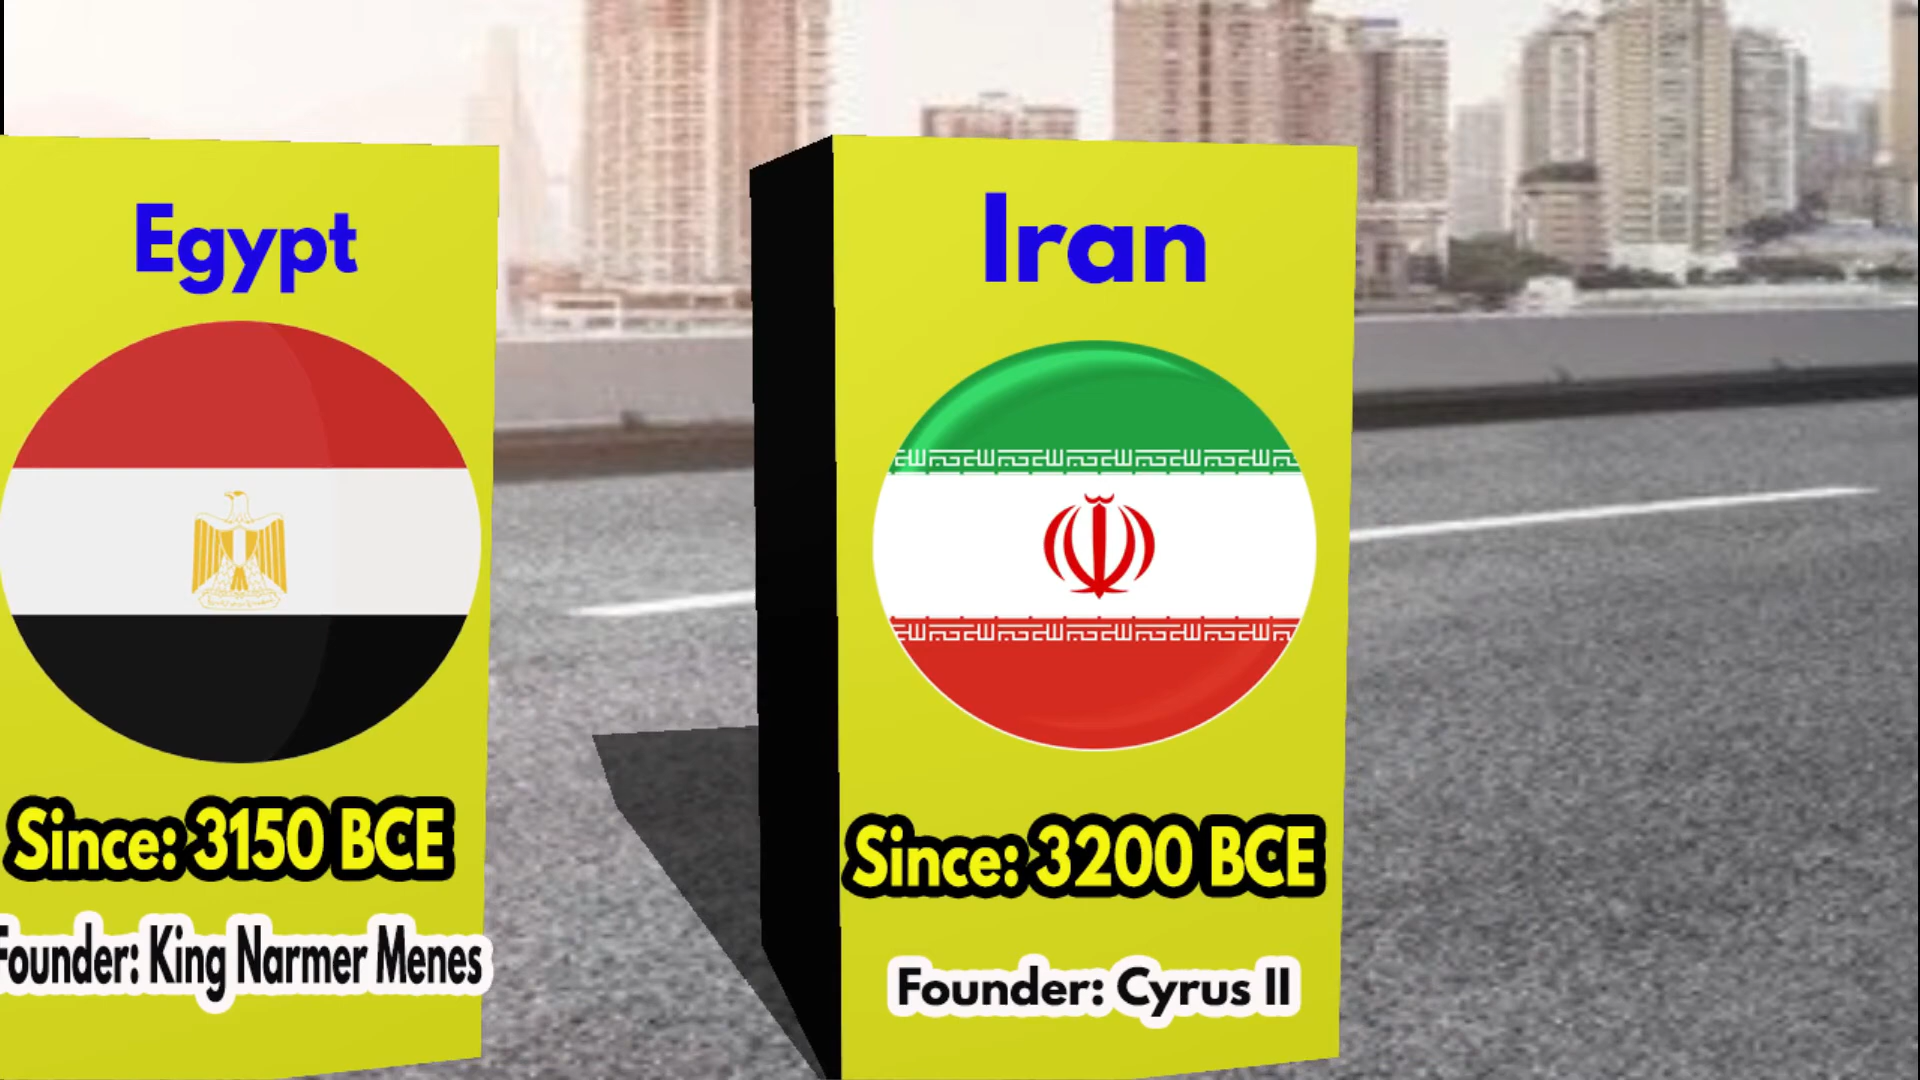 Egypt
Since: 3150 BCE
Founder: King Narmer Menes
Iran
Since: 3200 BCE
Founder: Cyrus II